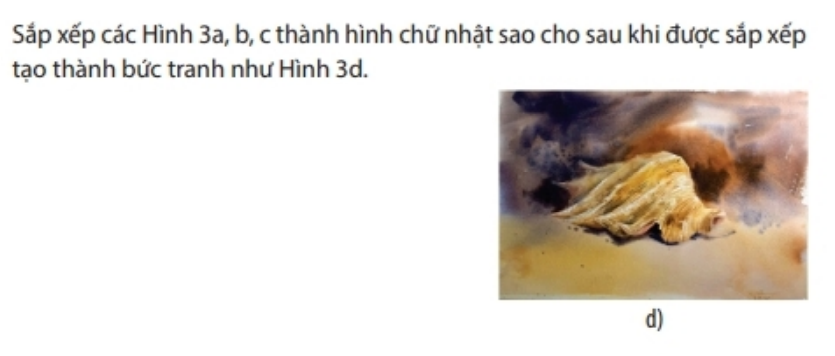 Sắp xếp các Hình 3a, b, c thành hình chữ nhật sao cho sau khi được sắp xếp
tạo thành bức tranh như Hình 3d.
d)